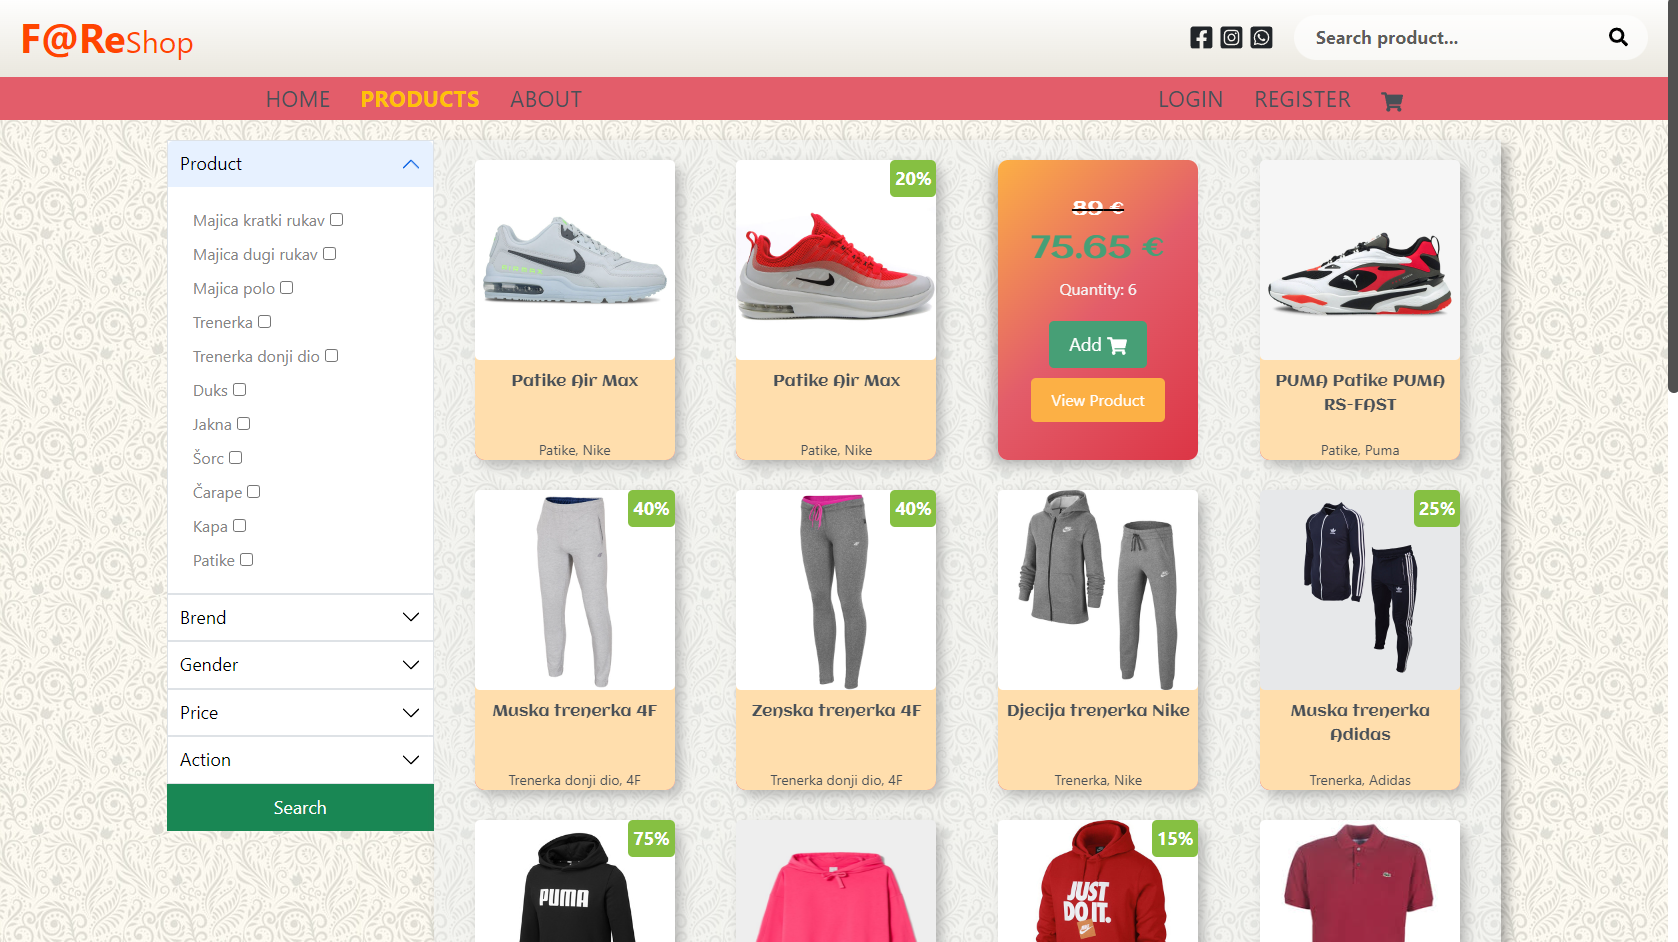 F@ReShop
Search product...
HOME PRODUCTS ABOUT LOGIN REGISTER
Product
Majica kratki rukav
Majica dugi rukav
Majica polo
Trenerka
Trenerka donji dio
Duks
Jakna
Šorc
Čarape
Kapa
Patike
Brend
Gender
Price
Action
Search
Patike Air Max
Patike, Nike
20%
Patike Air Max
Patike, Nike
89 €
75.65 €
Quantity: 6
Add
View Product
PUMA Patike PUMA
RS-FAST
Patike, Puma
40%
Muska trenerka 4F
Trenerka donji dio, 4F
40%
Zenska trenerka 4F
Trenerka donji dio, 4F
Djecija trenerka Nike
Trenerka, Nike
25%
Muska trenerka
Adidas
Trenerka, Adidas
75%
PUMA
15%
JUST
DO IT.